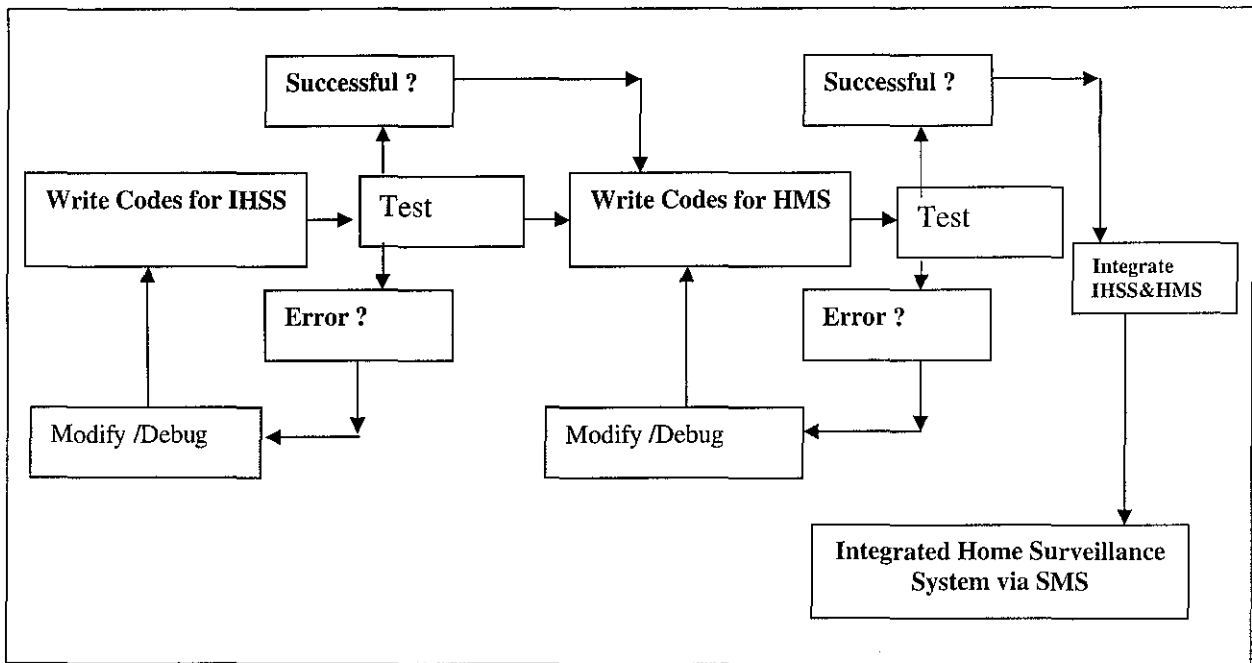 Successful ?
Successful ?
Write Codes for IHSS
Test
Write Codes for HMS
Test
Integrate
IHSS&HMS
Error ?
Error ?
Modify /Debug
Modify /Debug
Integrated Home Surveillance
System via SMS